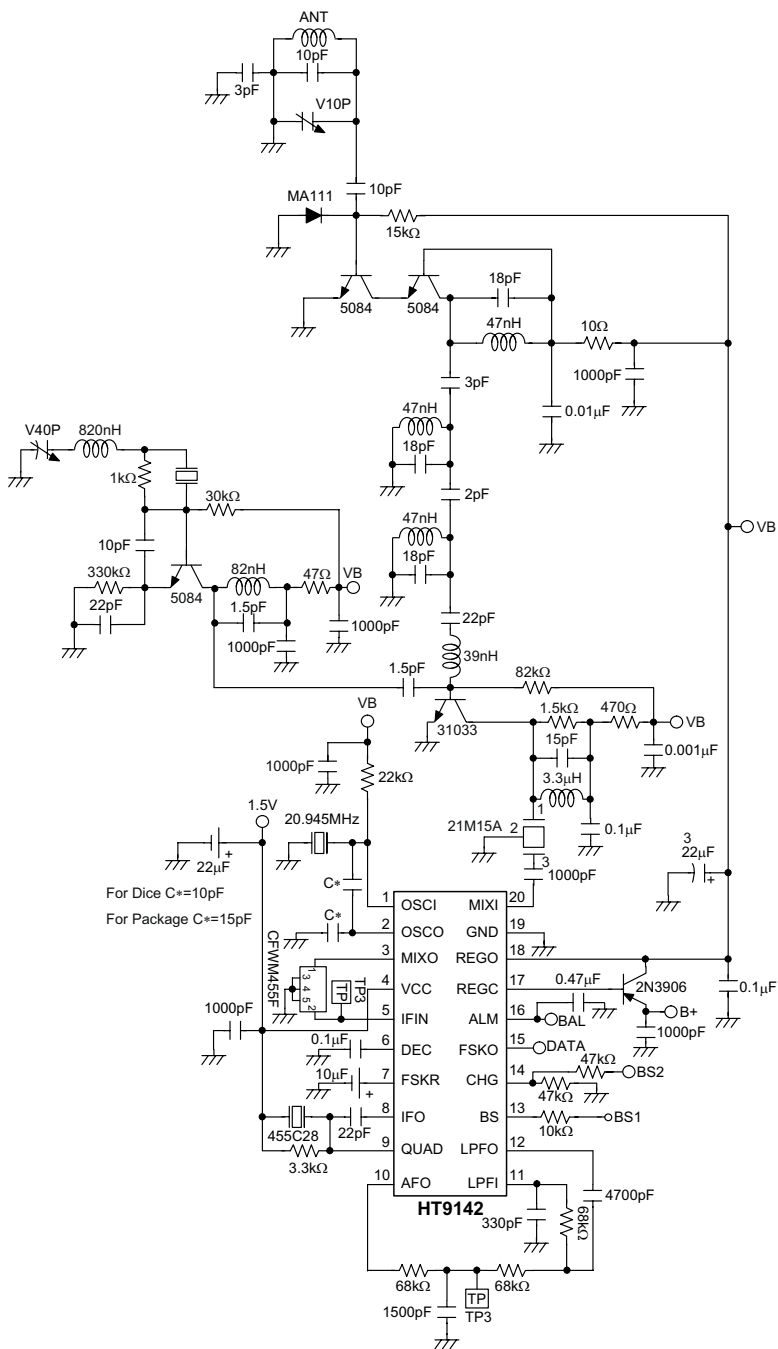 ANT
10pF
3pF
V10P
10pF
MA111
15kΩ
5084
5084
18pF
47nH
10Ω
1000pF
3pF
0.01μF
V40P
820nH
47nH
1kΩ
18pF
30kΩ
2pF
VB
10pF
47nH
330kΩ
82nH
47Ω
VB
18pF
22pF
5084
1.5pF
1000pF
22pF
1000pF
39nH
1.5pF
82kΩ
31033
1.5kΩ
470Ω
VB
VB
15pF
0.001μF
1000pF
22kΩ
3.3μH
1.5V
20.945MHz
1
21M15A
2
0.1μF
3
22μF
+
3
1000pF
22μF
+
For Dice C*=10pF
C*
For Package C*=15pF
C*
1
OSCI
MIXI
20
2
OSCO
GND
19
CFWM455F
3
MIXO
REGO
18
1
3
4
5
2
TP3
TP
4
VCC
REGC
17
0.47μF
2N3906
0.1μF
1000pF
5
IFIN
ALM
16
BAL
B+
1000pF
0.1μF
6
DEC
FSKO
15
DATA
10μF
+
7
FSKR
CHG
14
47kΩ
BS2
47kΩ
8
IFO
BS
13
10kΩ
BS1
455C28
22pF
9
QUAD
LPFO
12
3.3kΩ
10
AFO
LPFI
11
HT9142
4700pF
330pF
68kΩ
68kΩ
68kΩ
1500pF
TP
TP3